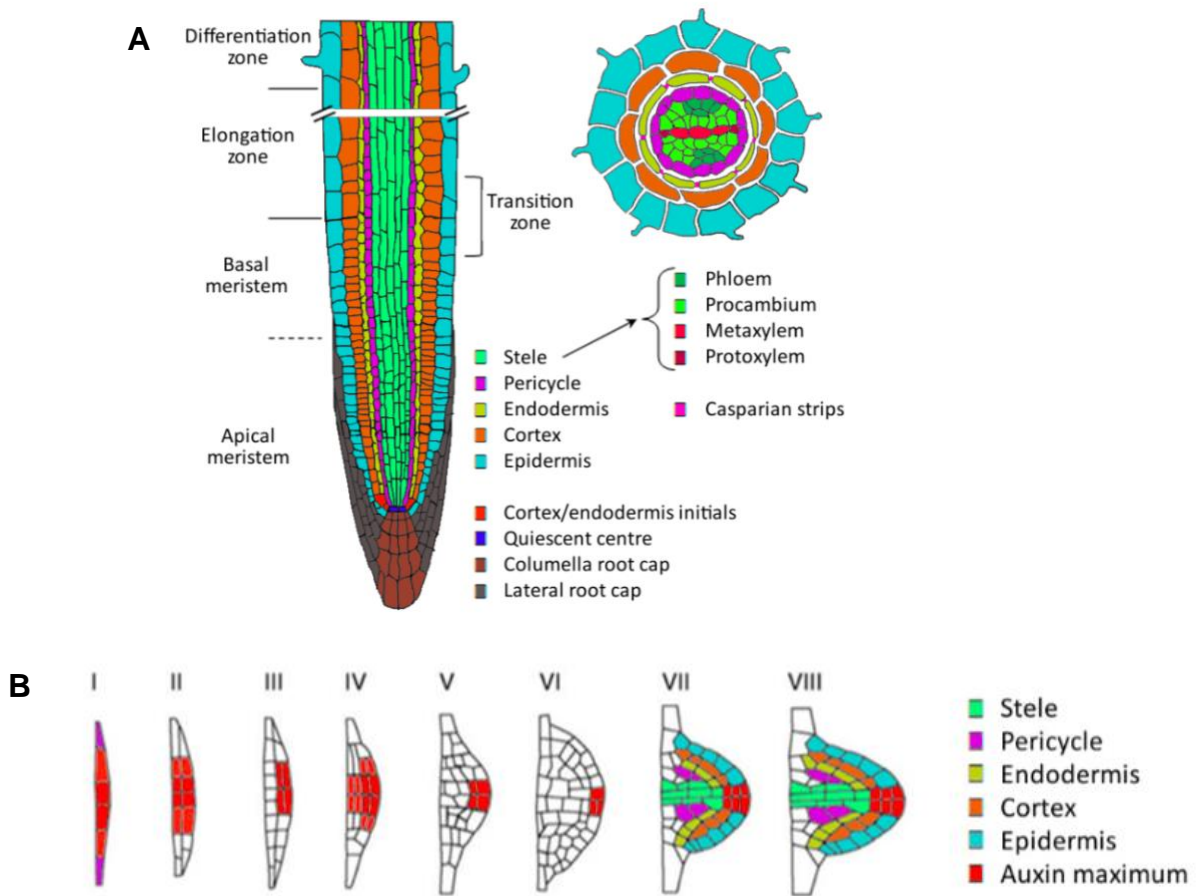 A
Differentiation
zone
Elongation
zone
Transition
zone
Basal
meristem
Apical
meristem
Stele
Pericycle
Endodermis
Cortex
Epidermis
Phloem
Procambium
Metaxylem
Protoxylem
Casparian strips
Cortex/endodermis initials
Quiescent centre
Columella root cap
Lateral root cap
B
I II III IV V VI VII VIII
Stele
Pericycle
Endodermis
Cortex
Epidermis
Auxin maximum